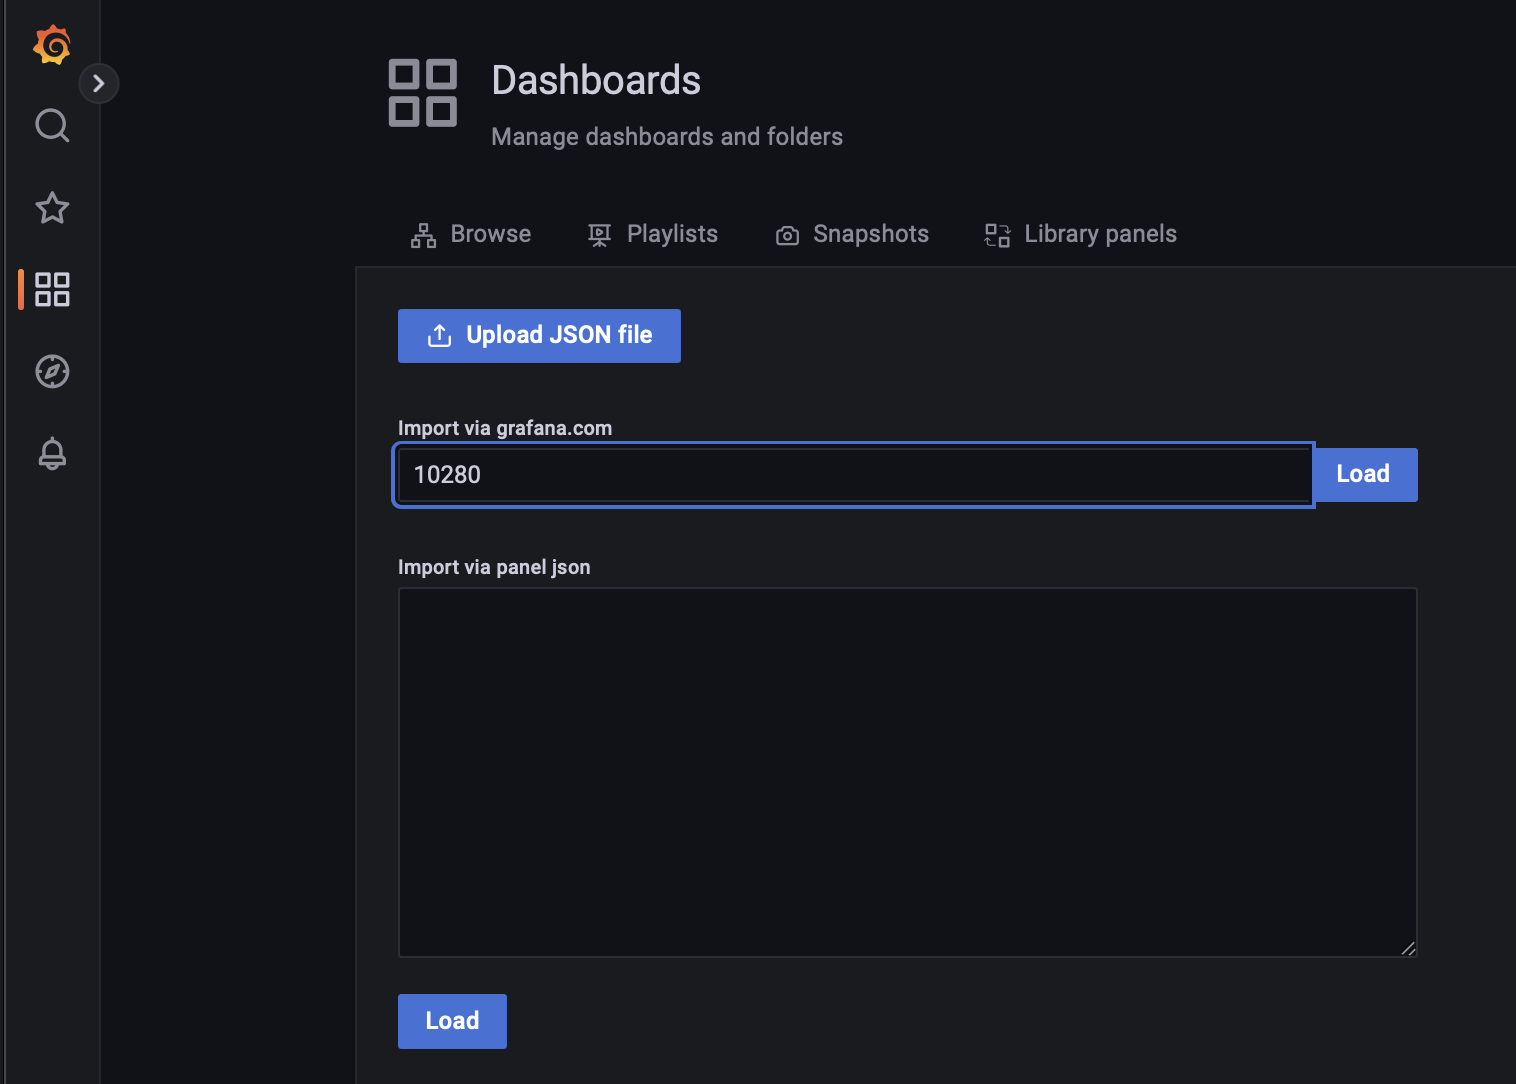 Dashboards
Manage dashboards and folders
Browse Playlists Snapshots Library panels
Upload JSON file
Import via grafana.com
10280 Load
Import via panel json
Load